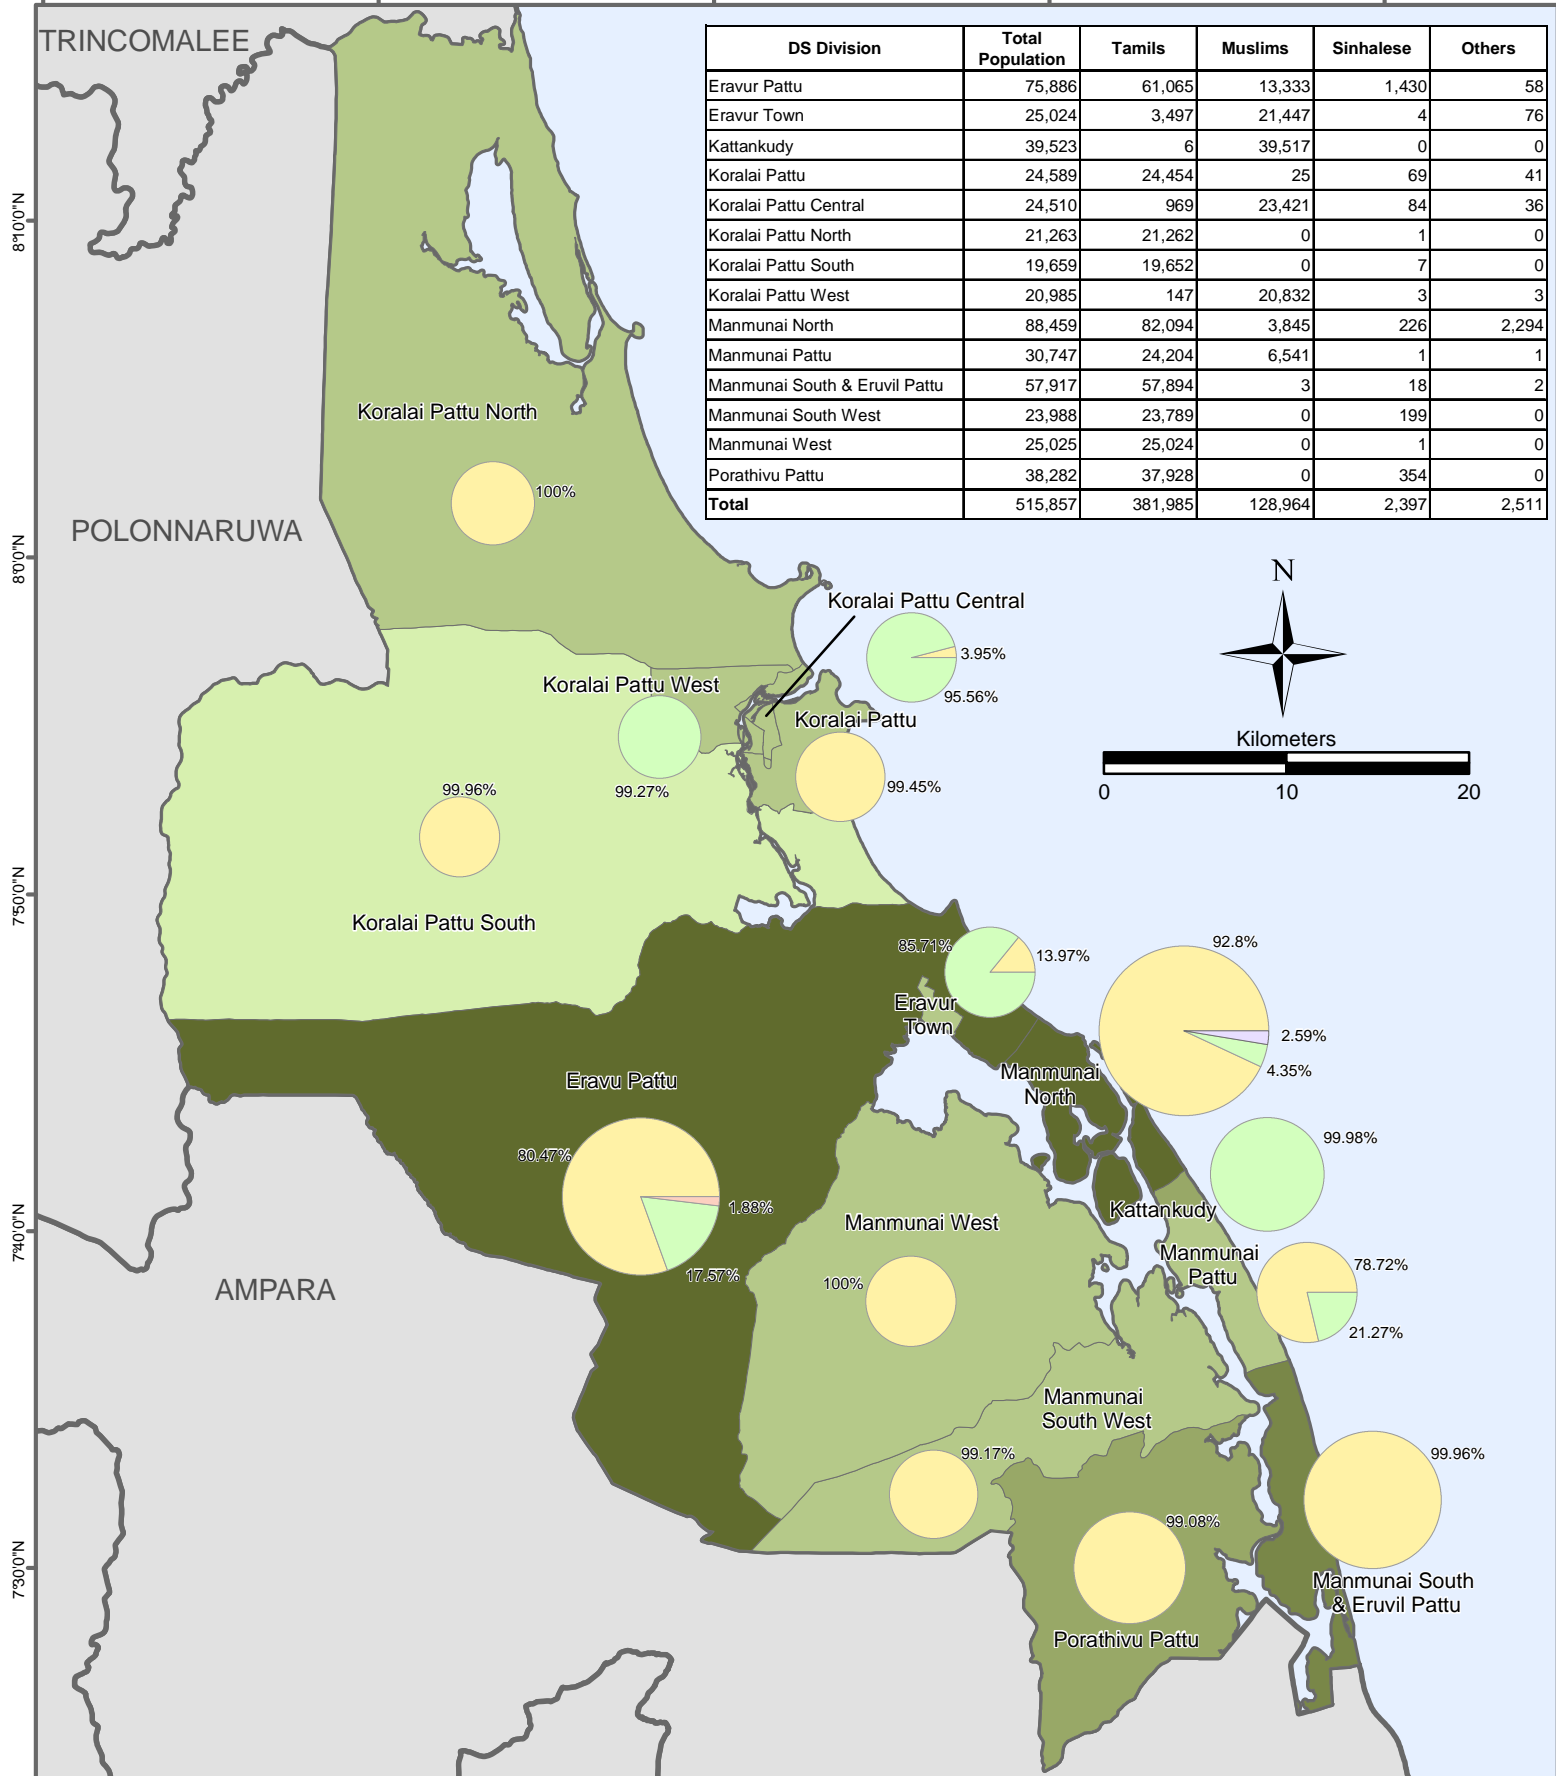 TRINCOMALEE
DS Division Total Population Tamils Muslims Sinhalese Others
Eravur Pattu 75,886 61,065 13,333 1,430 58
Eravur Town 25,024 3,497 21,447 4 76
Kattankudy 39,523 6 39,517 0 0
Koralai Pattu 24,589 24,454 25 69 41
Koralai Pattu Central 24,510 969 23,421 84 36
Koralai Pattu North 21,263 21,262 0 1 0
Koralai Pattu South 19,659 19,652 0 7 0
Koralai Pattu West 20,985 147 20,832 3 3
Manmunai North 88,459 82,094 3,845 226 2,294
Manmunai Pattu 30,747 24,204 6,541 1 1
Manmunai South & Eruvil Pattu 57,917 57,894 3 18 2
Manmunai South West 23,988 23,789 0 199 0
Manmunai West 25,025 25,024 0 1 0
Porathivu Pattu 38,282 37,928 0 354 0
Total 515,857 381,985 128,964 2,397 2,511
8°10'0"N
Koralai Pattu North
100%
POLONNARUWA
8°0'0"N
N
Koralai Pattu Central
3.95%
95.56%
Koralai Pattu West
99.27%
Koralai Pattu
99.45%
Kilometers
0 10 20
99.96%
Koralai Pattu South
7°50'0"N
85.71%
13.97%
Eravur
Town
92.8%
2.59%
4.35%
Manmunai
North
Eravu Pattu
80.47%
1.88%
17.57%
99.98%
Kattankudy
7°40'0"N
Manmunai West
100%
Manmunai
Pattu
78.72%
21.27%
AMPARA
Manmunai
South West
99.17%
99.96%
99.08%
7°30'0"N
Manmunai South
& Eruvil Pattu
Porathivu Pattu